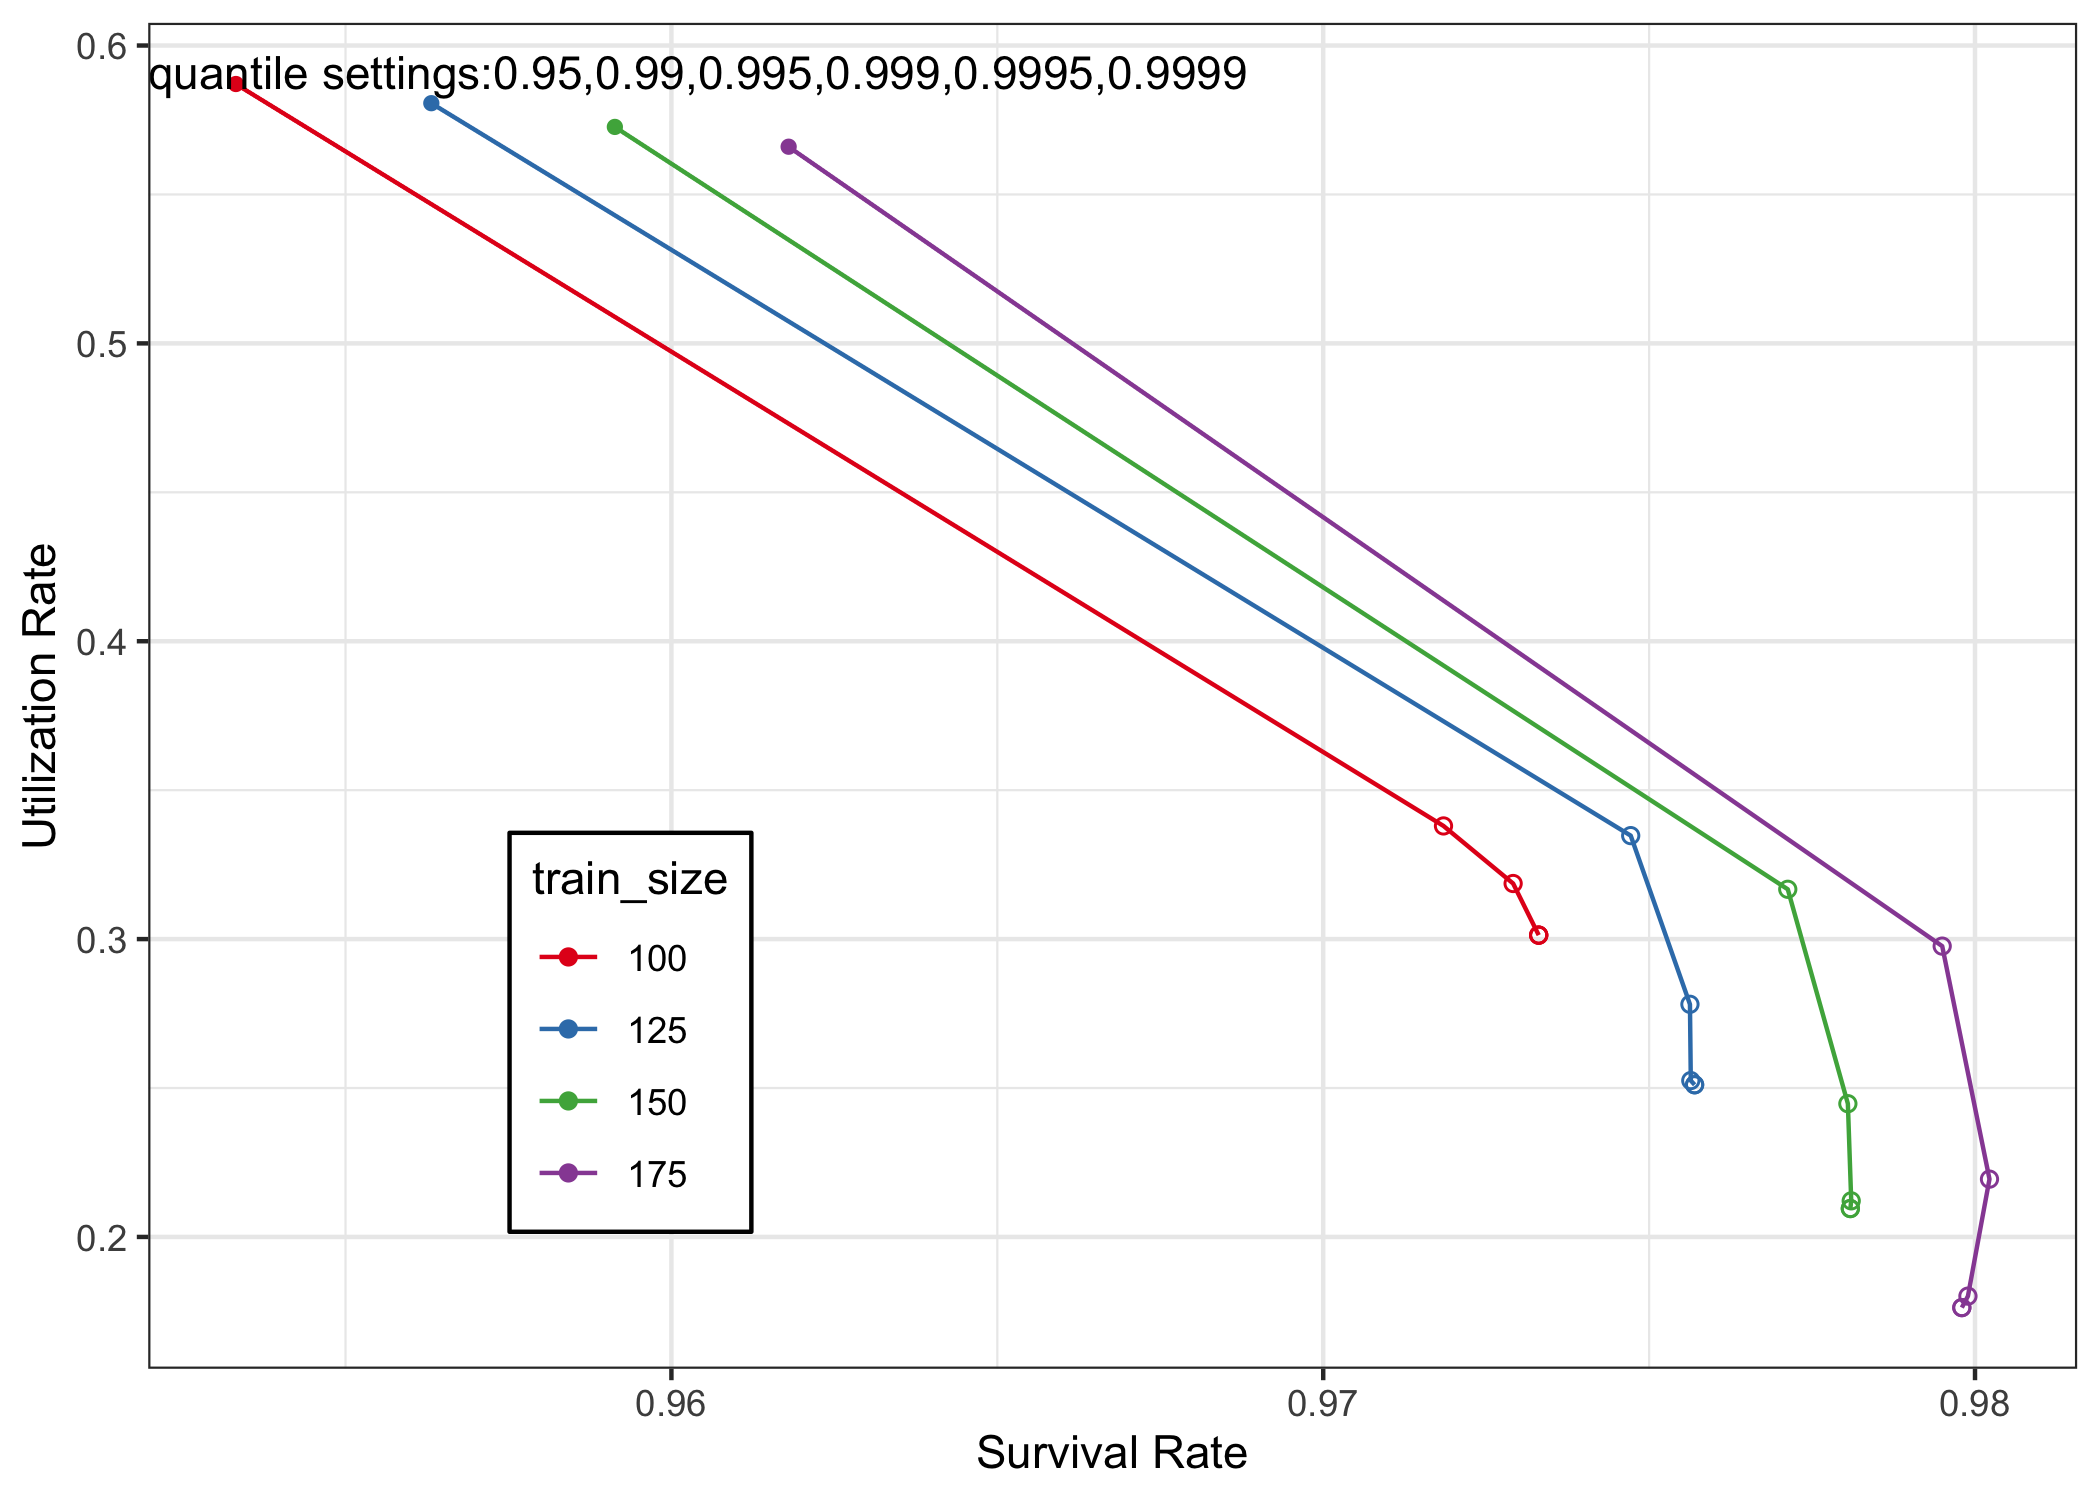 quantile settings:0.95,0.99,0.995,0.999,0.9995,0.9999
0.6
0.5
0.4
0.3
0.2
Utilization Rate
train_size
100
125
150
175
0.96 0.97 0.98
Survival Rate